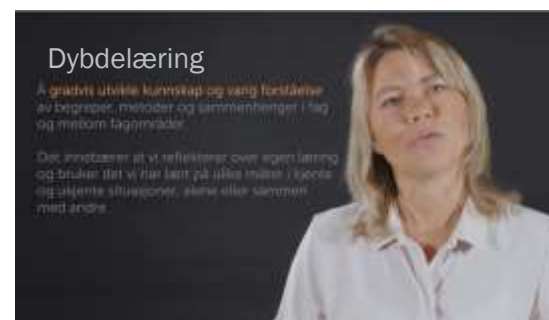 Dybdelæring
Å gradvis utvikle kunnskap og varig forståelse
av begreper, metoder og sammenhenger i fag
og mellom fagområder.
Det innebærer at vi reflekterer over egen læring
og bruker det vi har lært på ulike måter i kjente
og ukjente situasjoner, alene eller sammen
med andre.